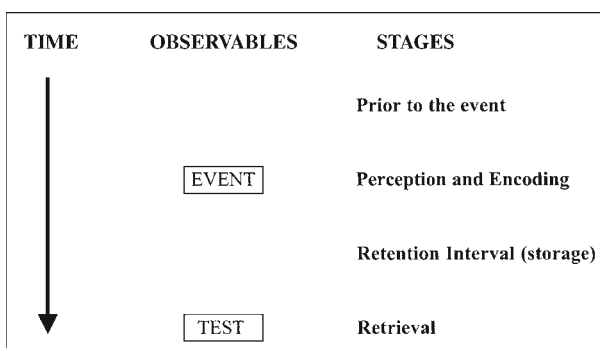 TIME OBSERVABLES STAGES
Prior to the event
EVENT Perception and Encoding
Retention Interval (storage)
TEST Retrieval